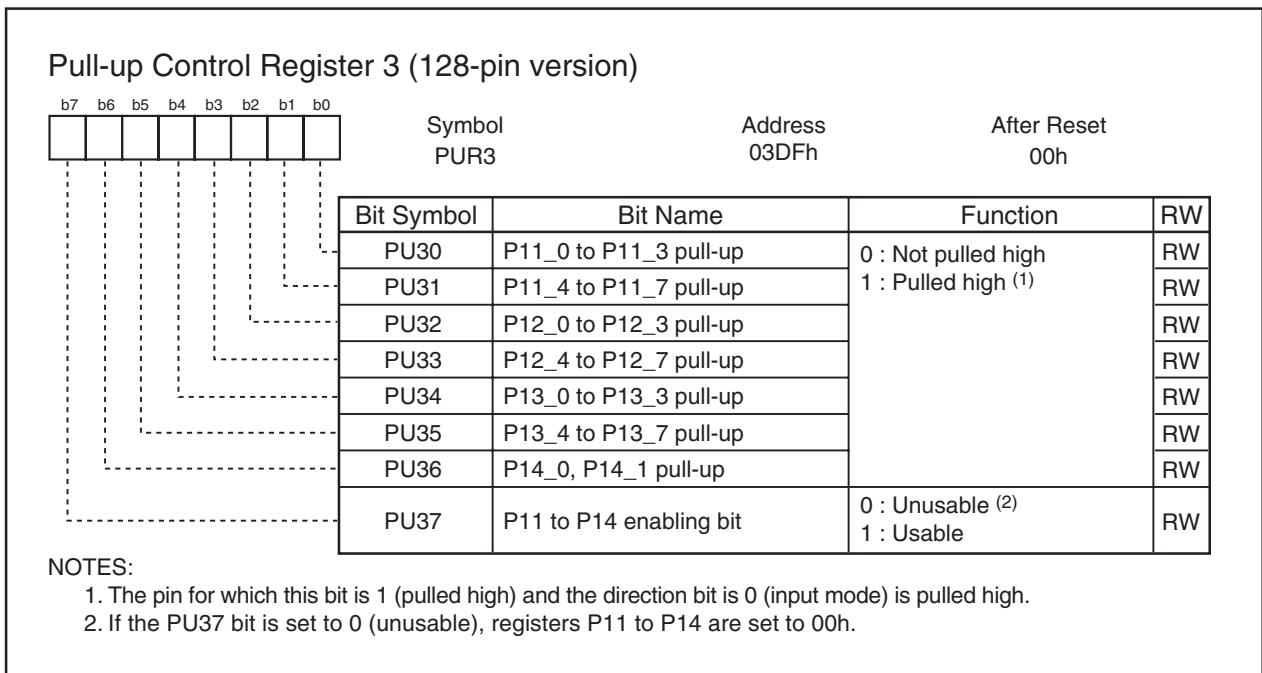 Pull-up Control Register 3 (128-pin version)
b7 b6 b5 b4 b3 b2 b1 b0
Symbol Address After Reset
PUR3 03DFh 00h
Bit Symbol Bit Name Function RW
PU30 P11_0 to P11_3 pull-up 0 : Not pulled high RW
PU31 P11_4 to P11_7 pull-up 1 : Pulled high (1) RW
PU32 P12_0 to P12_3 pull-up RW
PU33 P12_4 to P12_7 pull-up RW
PU34 P13_0 to P13_3 pull-up RW
PU35 P13_4 to P13_7 pull-up RW
PU36 P14_0, P14_1 pull-up RW
PU37 P11 to P14 enabling bit 0 : Unusable (2) RW
1 : Usable
NOTES:
1. The pin for which this bit is 1 (pulled high) and the direction bit is 0 (input mode) is pulled high.
2. If the PU37 bit is set to 0 (unusable), registers P11 to P14 are set to 00h.